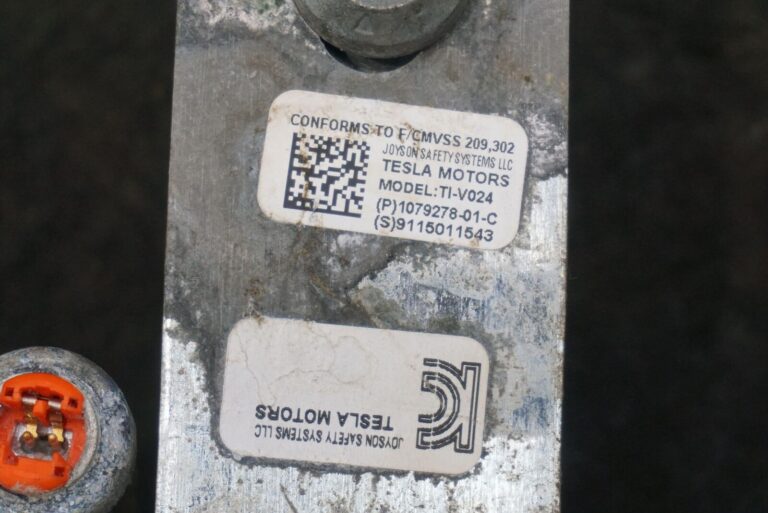 CONFORMS TO F/CMVSS 209,302
JOYSON SAFETY SYSTEMS LLC
TESLA MOTORS
MODEL:TI-V024
(P)1079278-01-C
(S)9115011543
TESLA MOTORS
JOYSON SAFETY SYSTEMS LLC